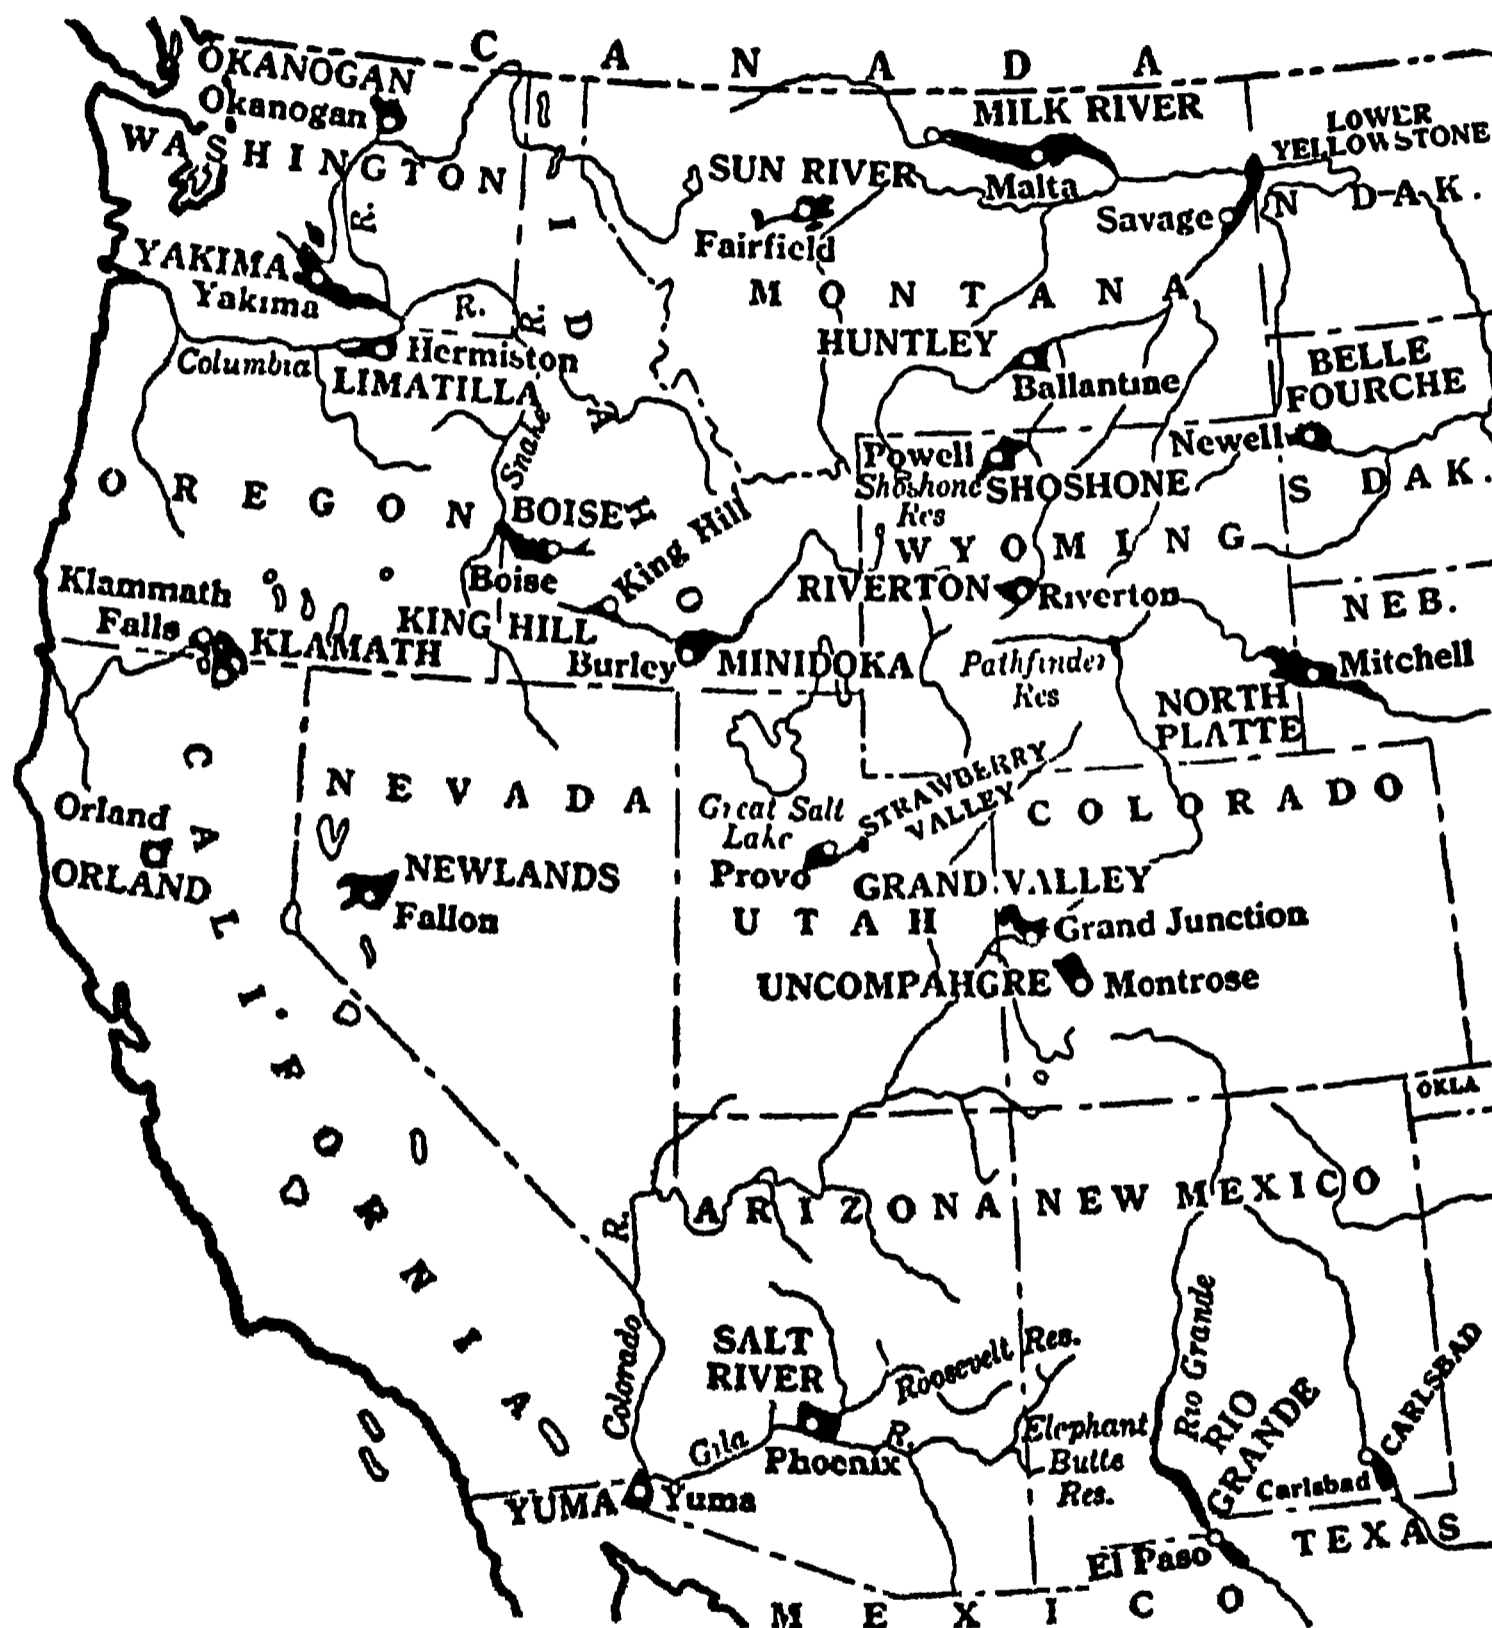 CANADA
OKANOGAN
Okanogan
WASHINGTON
MILK RIVER
Malta
LOWER
YELLOWSTONE
N DAK.
Savage
SUN RIVER
Fairfield
R.
I D A H O
YAKIMA
Yakima
R.
R.
MONTANA
HUNTLEY
Ballantine
Columbia
Hermiston
LIMATILLA
Snake
BELLE
FOURCHE
Newell
Powell
Shoshone
Res
SHOSHONE
S DAK.
OREGON
BOISE
Boise
King Hill
WYOMING
RIVERTON
Riverton
NEB.
Klammath
Falls
KLAMATH
KING HILL
Burley
MINIDOKA
Pathfinder
Res
Mitchell
NORTH
PLATTE
CALIFORNIA
NEVADA
Great Salt
Lake
STRAWBERRY
VALLEY
COLORADO
Orland
ORLAND
Provo
NEWLANDS
Fallon
GRAND VALLEY
UTAH
Grand Junction
UNCOMPAHGRE
Montrose
OKLA
R.
ARIZONA
NEW MEXICO
Colorado
SALT
RIVER
Roosevelt Res.
Rio Grande
RIO
GRANDE
CARLSBAD
Gila
R.
Phoenix
Elephant
Butte
Res.
Carlsbad
YUMA
Yuma
El Paso
TEXAS
MEXICO